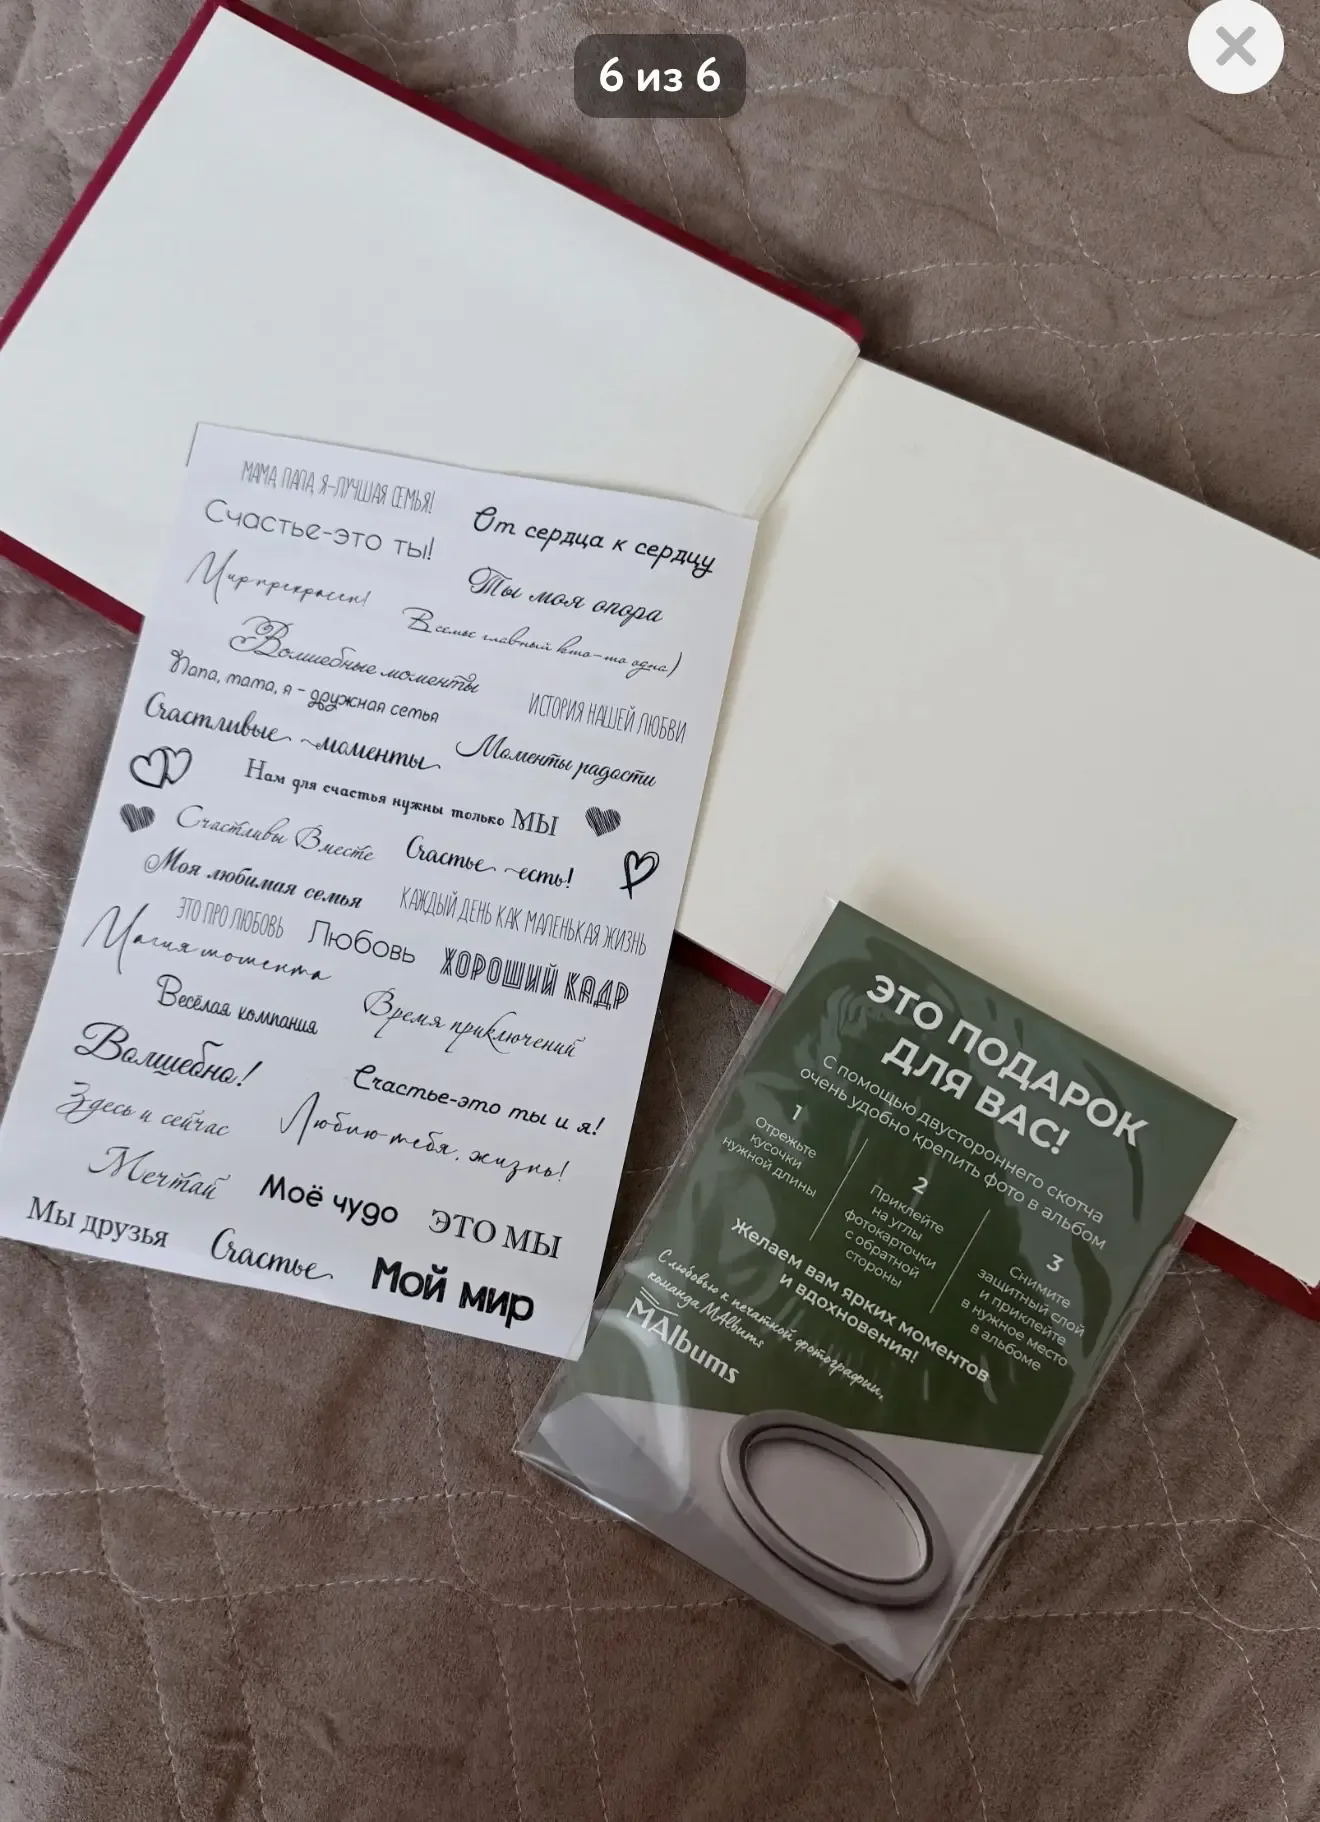 6 из 6
МАМА, ПАПА, Я-ЛУЧШАЯ СЕМЬЯ!
Счастье-это ты!
От сердца к сердцу
Мир прекрасен!
Ты моя опора
В семье главный кто-то одна)
Волшебные моменты
Папа, мама, я - дружная семья
ИСТОРИЯ НАШЕЙ ЛЮБВИ
Счастливые моменты
Моменты радости
Нам для счастья нужны только МЫ
Счастливы Вместе
Счастье есть!
Моя любимая семья
КАЖДЫЙ ДЕНЬ КАК МАЛЕНЬКАЯ ЖИЗНЬ
ЭТО ПРО ЛЮБОВЬ
Любовь
Магия момента
ХОРОШИЙ КАДР
Весёлая компания
Время приключений
Волшебно!
Счастье-это ты и я!
Здесь и сейчас
Люблю тебя, жизнь!
Мечтай
Моё чудо
ЭТО МЫ
Мы друзья
Счастье
Мой мир
ЭТО ПОДАРОК
ДЛЯ ВАС!
С помощью двустороннего скотча
очень удобно крепить фото в альбом
1
Отрежьте
кусочки
нужной длины
2
Приклейте
на углы
фотокарточки
с обратной
стороны
3
Снимите
защитный слой
и приклейте
в нужное место
в альбоме
Желаем вам ярких моментов
и вдохновения!
С любовью к печатной фотографии,
команда MAlbums
MAlbums